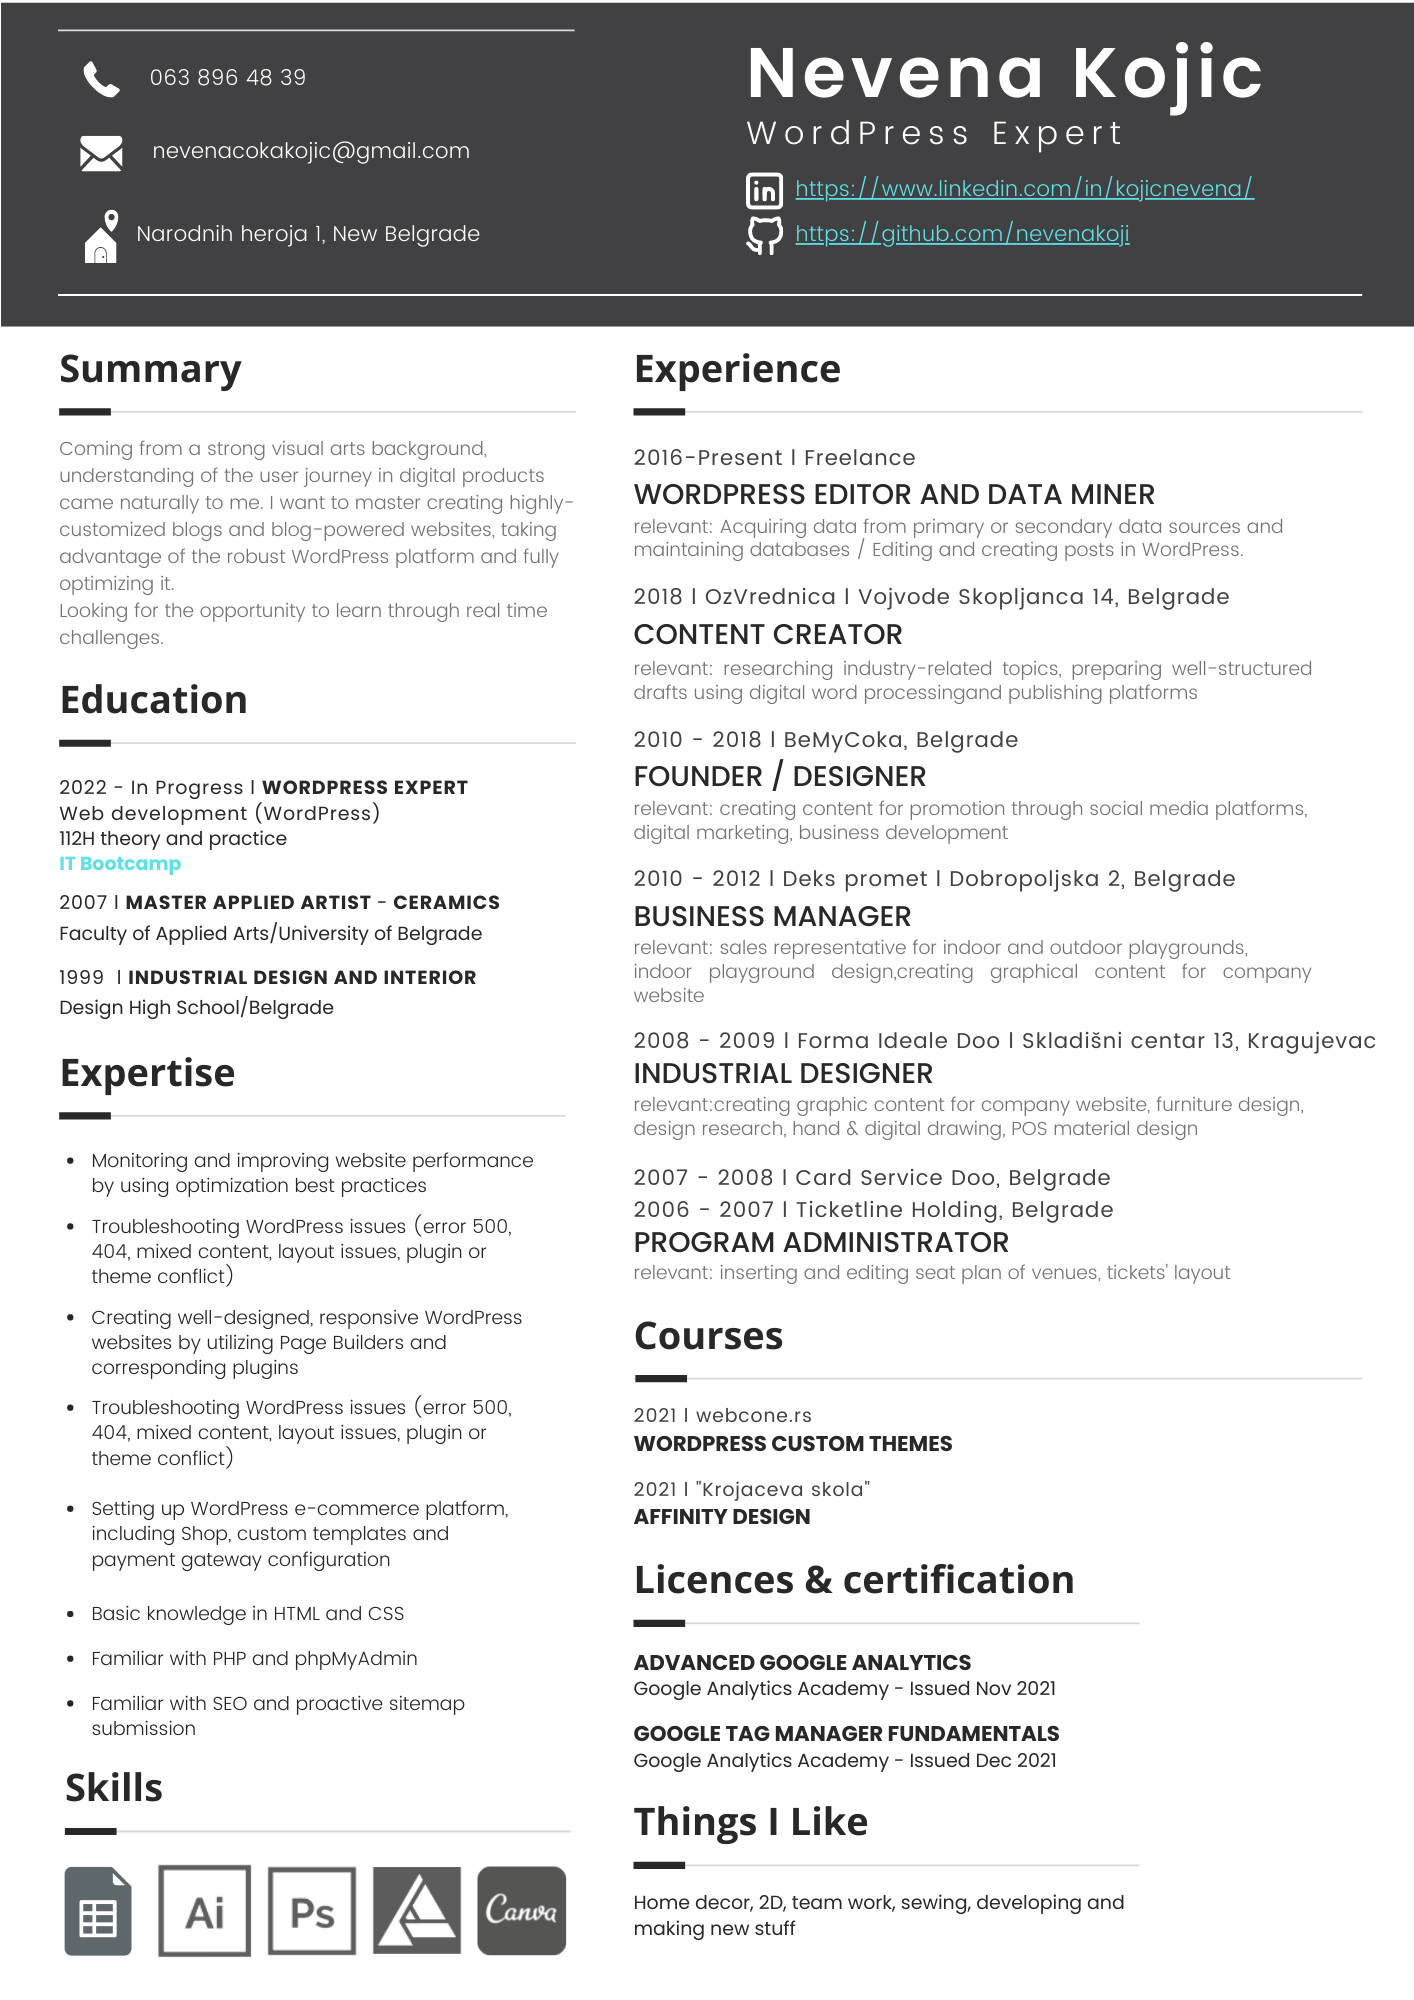 063 896 48 39
nevenacokakojic@gmail.com
Narodnih heroja 1, New Belgrade
Nevena Kojic
WordPress Expert
https://www.linkedin.com/in/kojicnevena/
https://github.com/nevenakoji
Summary
Coming from a strong visual arts background,
understanding of the user journey in digital products
came naturally to me. I want to master creating highly-
customized blogs and blog-powered websites, taking
advantage of the robust WordPress platform and fully
optimizing it.
Looking for the opportunity to learn through real time
challenges.
Education
2022 - In Progress l WORDPRESS EXPERT
Web development (WordPress)
112H theory and practice
IT Bootcamp
2007 l MASTER APPLIED ARTIST - CERAMICS
Faculty of Applied Arts/University of Belgrade
1999 l INDUSTRIAL DESIGN AND INTERIOR
Design High School/Belgrade
Expertise
• Monitoring and improving website performance
by using optimization best practices
• Troubleshooting WordPress issues (error 500,
404, mixed content, layout issues, plugin or
theme conflict)
• Creating well-designed, responsive WordPress
websites by utilizing Page Builders and
corresponding plugins
• Troubleshooting WordPress issues (error 500,
404, mixed content, layout issues, plugin or
theme conflict)
• Setting up WordPress e-commerce platform,
including Shop, custom templates and
payment gateway configuration
• Basic knowledge in HTML and CSS
• Familiar with PHP and phpMyAdmin
• Familiar with SEO and proactive sitemap
submission
Skills
Ai
Ps
Canva
Experience
2016-Present l Freelance
WORDPRESS EDITOR AND DATA MINER
relevant: Acquiring data from primary or secondary data sources and
maintaining databases / Editing and creating posts in WordPress.
2018 l OzVrednica l Vojvode Skopljanca 14, Belgrade
CONTENT CREATOR
relevant: researching industry-related topics, preparing well-structured
drafts using digital word processingand publishing platforms
2010 - 2018 l BeMyCoka, Belgrade
FOUNDER / DESIGNER
relevant: creating content for promotion through social media platforms,
digital marketing, business development
2010 - 2012 l Deks promet l Dobropoljska 2, Belgrade
BUSINESS MANAGER
relevant: sales representative for indoor and outdoor playgrounds,
indoor playground design,creating graphical content for company
website
2008 - 2009 l Forma Ideale Doo l Skladišni centar 13, Kragujevac
INDUSTRIAL DESIGNER
relevant:creating graphic content for company website, furniture design,
design research, hand & digital drawing, POS material design
2007 - 2008 l Card Service Doo, Belgrade
2006 - 2007 l Ticketline Holding, Belgrade
PROGRAM ADMINISTRATOR
relevant: inserting and editing seat plan of venues, tickets' layout
Courses
2021 l webcone.rs
WORDPRESS CUSTOM THEMES
2021 l "Krojaceva skola"
AFFINITY DESIGN
Licences & certification
ADVANCED GOOGLE ANALYTICS
Google Analytics Academy - Issued Nov 2021
GOOGLE TAG MANAGER FUNDAMENTALS
Google Analytics Academy - Issued Dec 2021
Things I Like
Home decor, 2D, team work, sewing, developing and
making new stuff